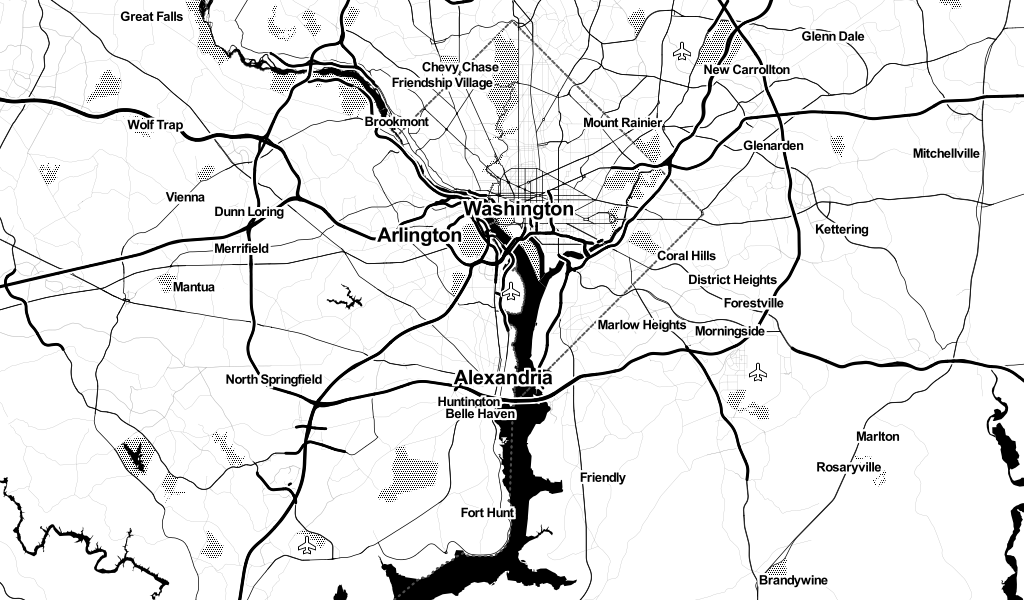 Great Falls
Glenn Dale
Chevy Chase
New Carrollton
Friendship Village
Brookmont
Mount Rainier
Wolf Trap
Glenarden
Mitchellville
Vienna
Washington
Dunn Loring
Kettering
Arlington
Merrifield
Coral Hills
District Heights
Mantua
Forestville
Marlow Heights
Morningside
Alexandria
North Springfield
Huntington
Belle Haven
Marlton
Rosaryville
Friendly
Fort Hunt
Brandywine